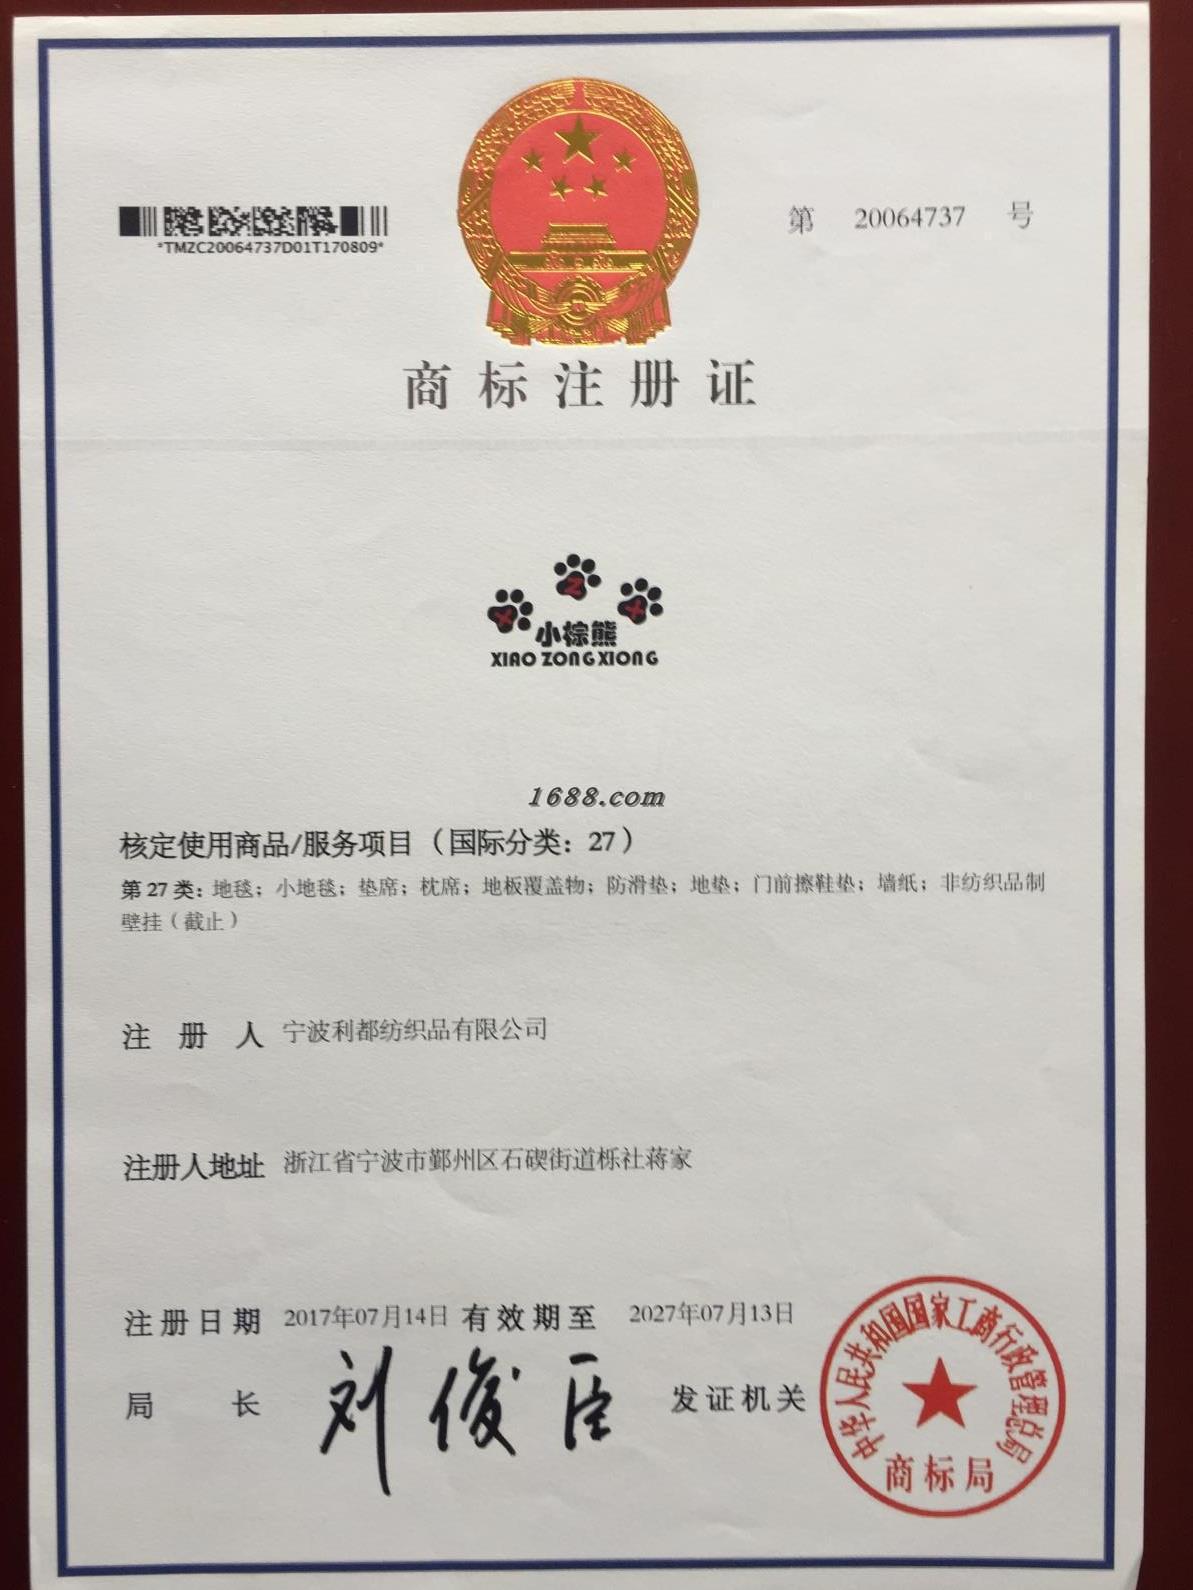 *TMZC20064737D01T170809*
第 20064737 号
商标注册证
X Z X
小棕熊
XIAO ZONG XIONG
1688.com
核定使用商品/服务项目（国际分类：27）
第27类：地毯；小地毯；垫席；枕席；地板覆盖物；防滑垫；地垫；门前擦鞋垫；墙纸；非纺织品制
壁挂（截止）
注册人 宁波利都纺织品有限公司
注册人地址 浙江省宁波市鄞州区石碶街道栎社蒋家
注册日期 2017年07月14日 有效期至 2027年07月13日
局长 刘俊臣 发证机关
中华人民共和国国家工商行政管理总局
商标局